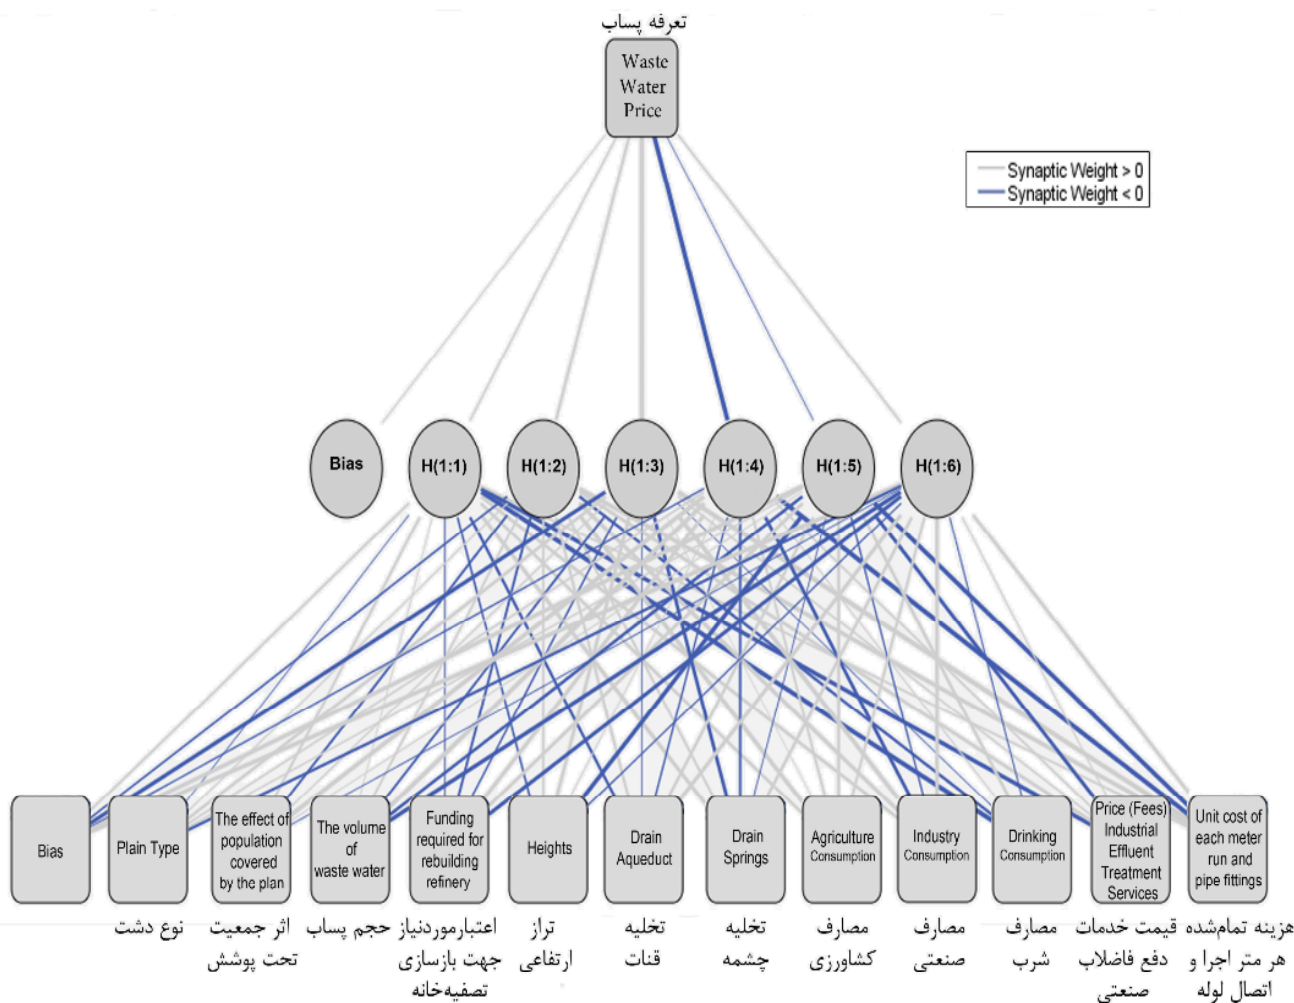 تعرفه پساب
Waste
Water
Price
Synaptic Weight > 0
Synaptic Weight < 0
Bias
H(1:1)
H(1:2)
H(1:3)
H(1:4)
H(1:5)
H(1:6)
Bias
Plain Type
The effect of
population
covered
by the plan
The volume
of
waste water
Funding
required for
rebuilding
refinery
Heights
Drain
Aqueduct
Drain
Springs
Agriculture
Consumption
Industry
Consumption
Drinking
Consumption
Price (Fees)
Industrial
Effluent
Treatment
Services
Unit cost of
each meter
run and
pipe fittings
نوع دشت
اثر جمعیت
تحت پوشش
حجم پساب
اعتبارموردنیاز
جهت بازسازی
تصفیه‌خانه
تراز
ارتفاعی
تخلیه
قنات
تخلیه
چشمه
مصارف
کشاورزی
مصارف
صنعتی
مصارف
شرب
قیمت خدمات
دفع فاضلاب
صنعتی
هزینه تمام‌شده
هر متر اجرا و
اتصال لوله